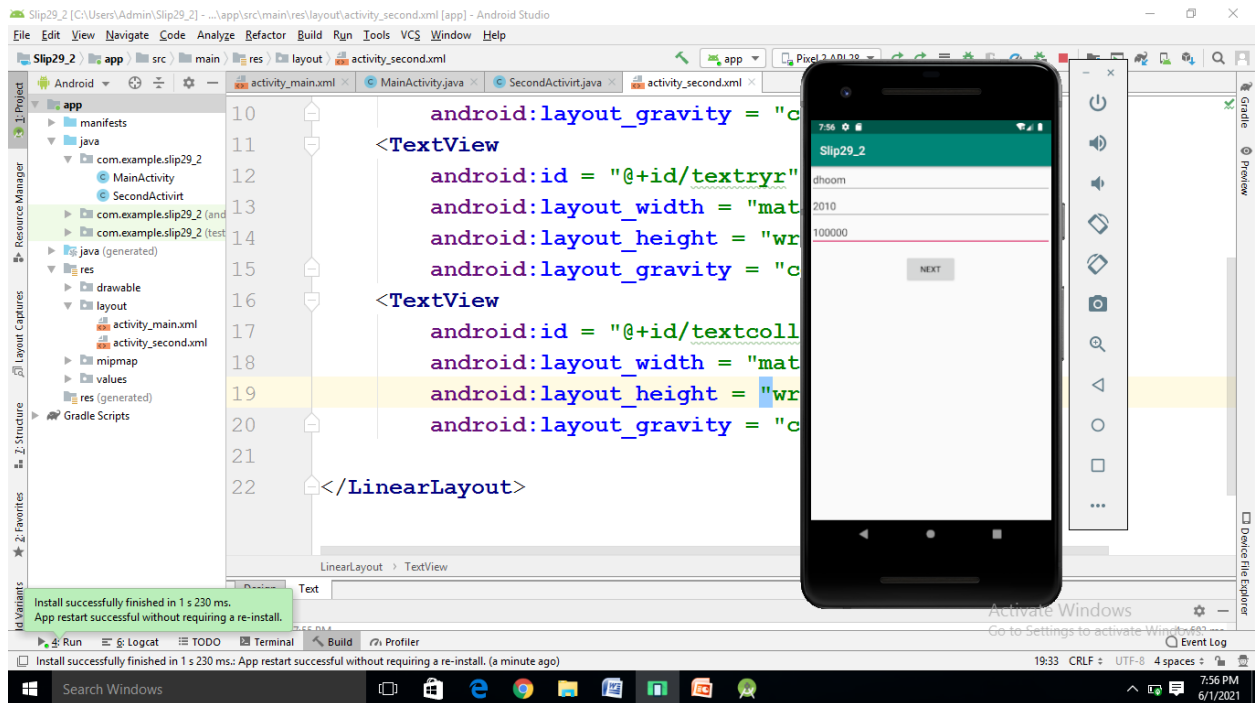 Slip29_2 [C:\Users\Admin\Slip29_2] - ...\app\src\main\res\layout\activity_second.xml [app] - Android Studio
File Edit View Navigate Code Analyze Refactor Build Run Tools VCS Window Help
Slip29_2 app src main res layout activity_second.xml app Pixel 2 API 28
Android activity_main.xml MainActivity.java SecondActivirt.java activity_second.xml
1: Project
Resource Manager
Layout Captures
Z: Structure
2: Favorites
app
manifests
java
com.example.slip29_2
MainActivity
SecondActivirt
com.example.slip29_2 (and
com.example.slip29_2 (test
java (generated)
res
drawable
layout
activity_main.xml
activity_second.xml
mipmap
values
res (generated)
Gradle Scripts
10 android:layout_gravity = "c
11 <TextView
12 android:id = "@+id/textryr"
13 android:layout_width = "mat
14 android:layout_height = "wr
15 android:layout_gravity = "c
16 <TextView
17 android:id = "@+id/textcoll
18 android:layout_width = "mat
19 android:layout_height = "wr
20 android:layout_gravity = "c
21
22 </LinearLayout>
LinearLayout › TextView
Text
7:56
Slip29_2
dhoom
2010
100000
NEXT
Gradle
Preview
Device File Explorer
Install successfully finished in 1 s 230 ms.
App restart successful without requiring a re-install.
Activate Windows
Go to Settings to activate Windows.
4: Run 6: Logcat TODO Terminal Build Profiler Event Log
Install successfully finished in 1 s 230 ms.: App restart successful without requiring a re-install. (a minute ago) 19:33 CRLF UTF-8 4 spaces
Search Windows
7:56 PM
6/1/2021